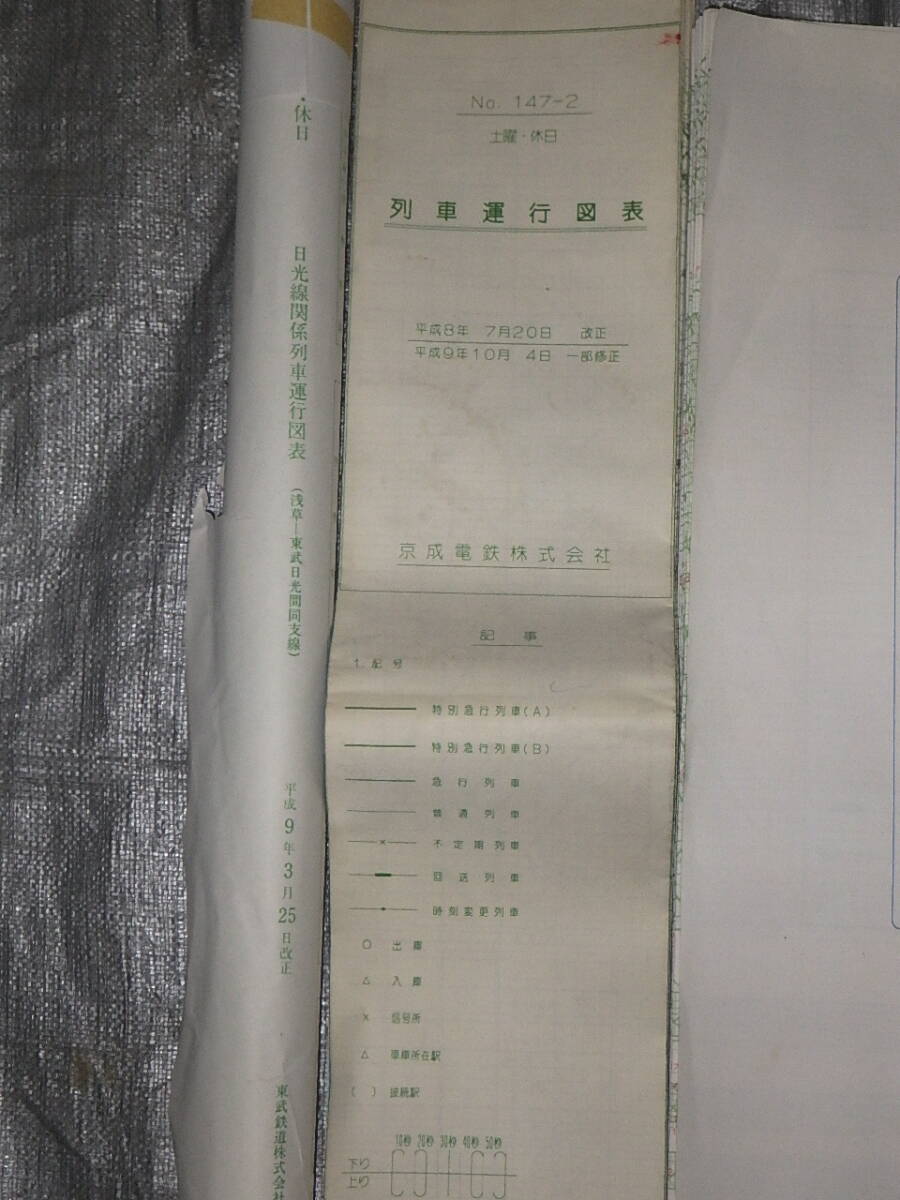 ・休日
日光線関係列車運行図表
(浅草―東武日光間同支線)
平成9年3月25日改正
東武鉄道株式会社
No. 147-2
土曜・休日
列車運行図表
平成8年 7月20日 改正
平成9年10月 4日 一部修正
京成電鉄株式会社
記事
1 記号
特別急行列車(A)
特別急行列車(B)
急行列車
普通列車
不定期列車
回送列車
時刻変更列車
○ 出庫
△ 入庫
× 信号所
△ 車庫所在駅
( ) 接続駅
10秒 20秒 30秒 40秒 50秒
下り
上り